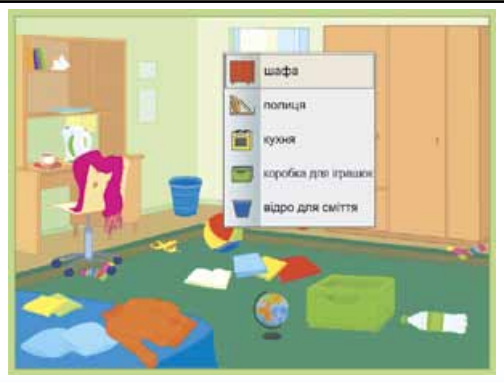 шафа
полиця
кухня
коробка для іграшок
відро для сміття